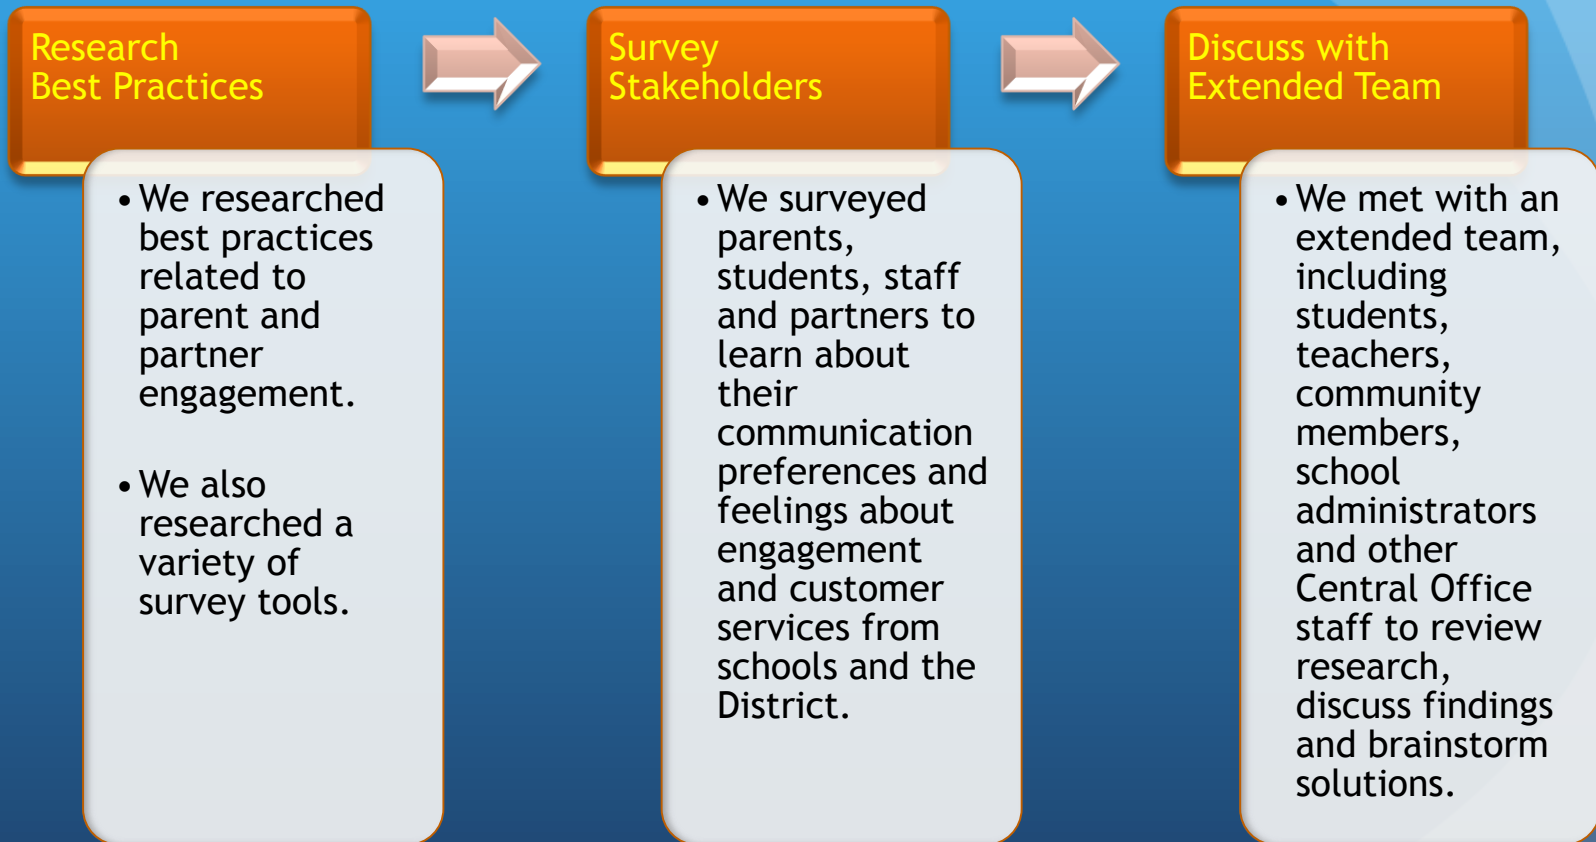 Research
Best Practices
• We researched
best practices
related to
parent and
partner
engagement.
• We also
researched a
variety of
survey tools.
Survey
Stakeholders
• We surveyed
parents,
students, staff
and partners to
learn about
their
communication
preferences and
feelings about
engagement
and customer
services from
schools and the
District.
Discuss with
Extended Team
• We met with an
extended team,
including
students,
teachers,
community
members,
school
administrators
and other
Central Office
staff to review
research,
discuss findings
and brainstorm
solutions.